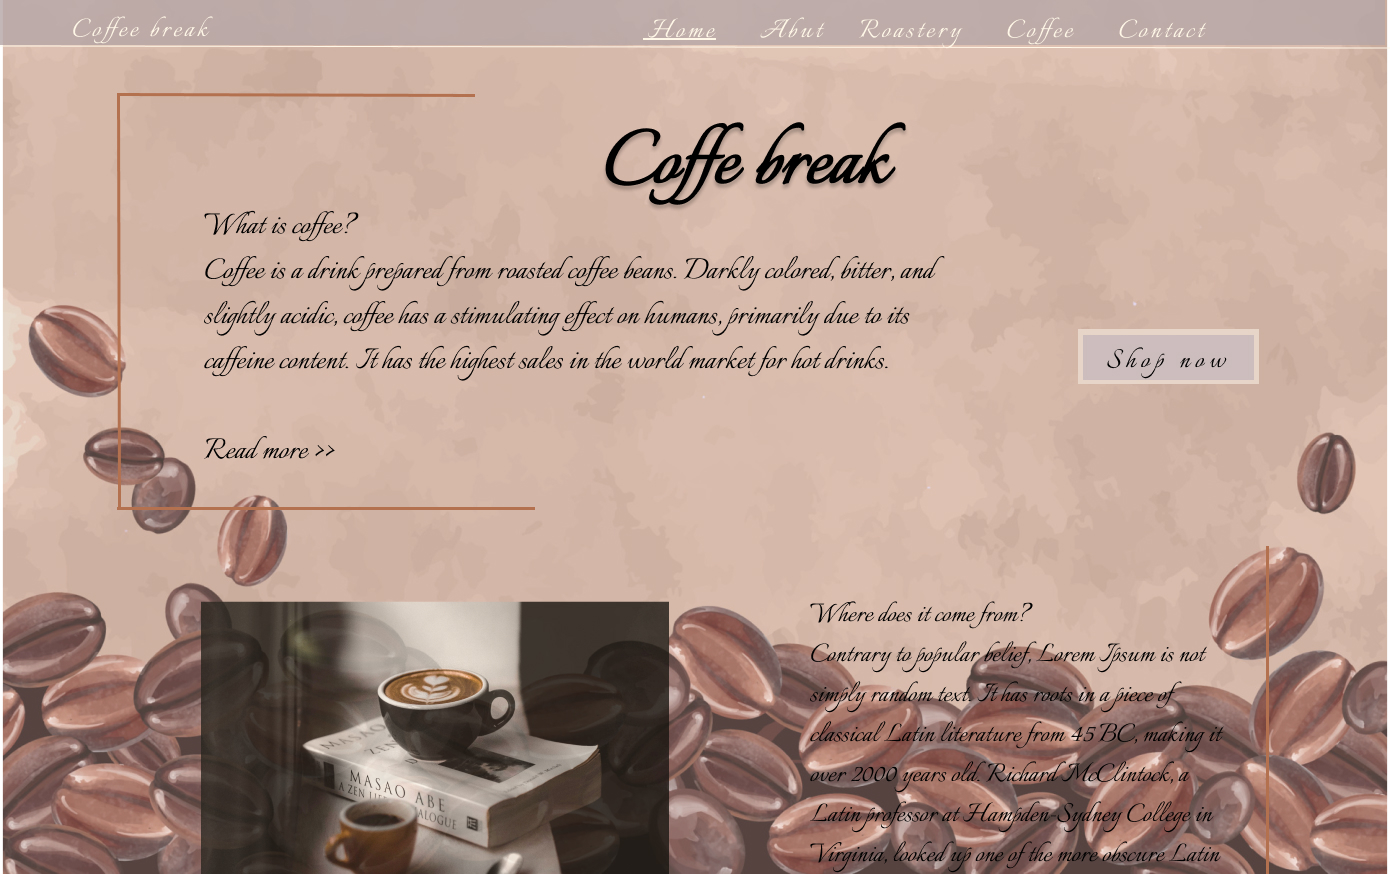 Coffee break
Home Abut Roastery Coffee Contact
Coffe break
What is coffee?
Coffee is a drink prepared from roasted coffee beans. Darkly colored, bitter, and
slightly acidic, coffee has a stimulating effect on humans, primarily due to its
caffeine content. It has the highest sales in the world market for hot drinks.
Shop now
Read more >>
Where does it come from?
Contrary to popular belief, Lorem Ipsum is not
simply random text. It has roots in a piece of
classical Latin literature from 45 BC, making it
over 2000 years old. Richard McClintock, a
Latin professor at Hampden-Sydney College in
Virginia, looked up one of the more obscure Latin
MASAO
ZEN
MASAO ABE
A ZEN